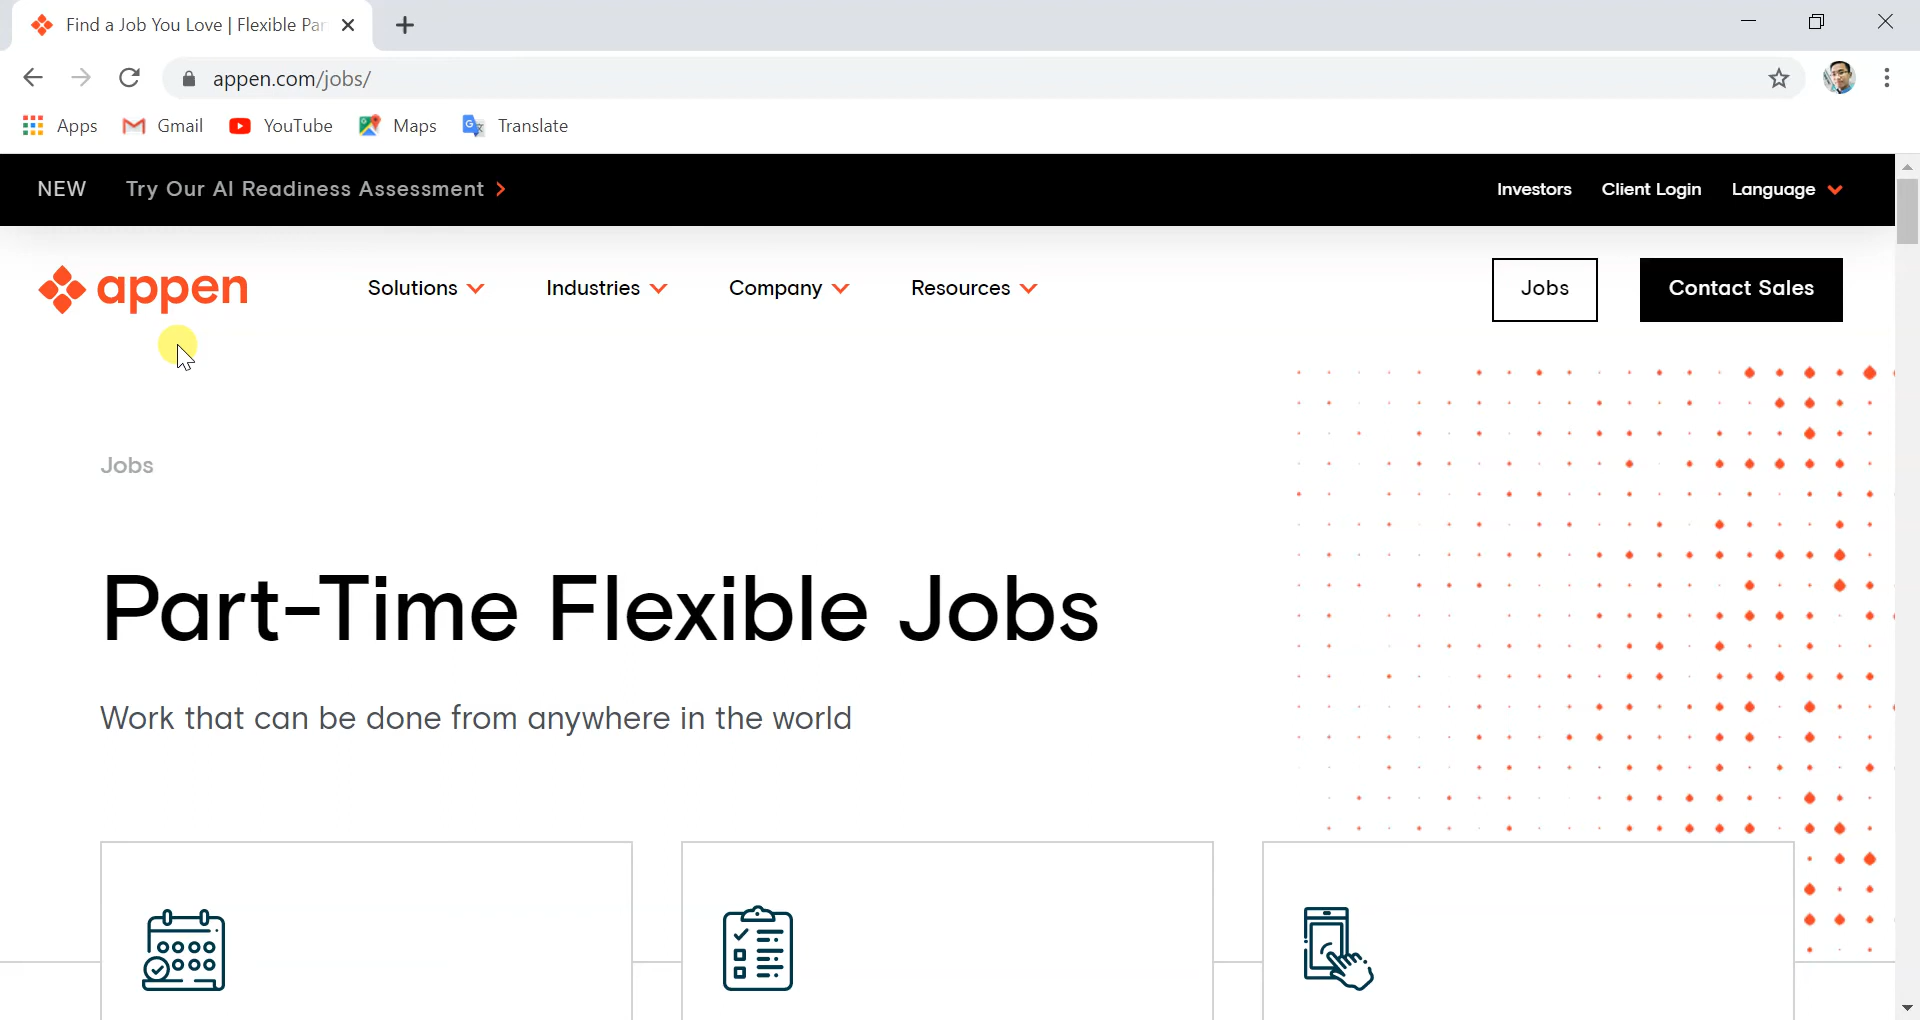 Find a Job You Love | Flexible Par
appen.com/jobs/
Apps Gmail YouTube Maps Translate
NEW Try Our AI Readiness Assessment Investors Client Login Language
appen Solutions Industries Company Resources Jobs Contact Sales
Jobs
Part-Time Flexible Jobs
Work that can be done from anywhere in the world